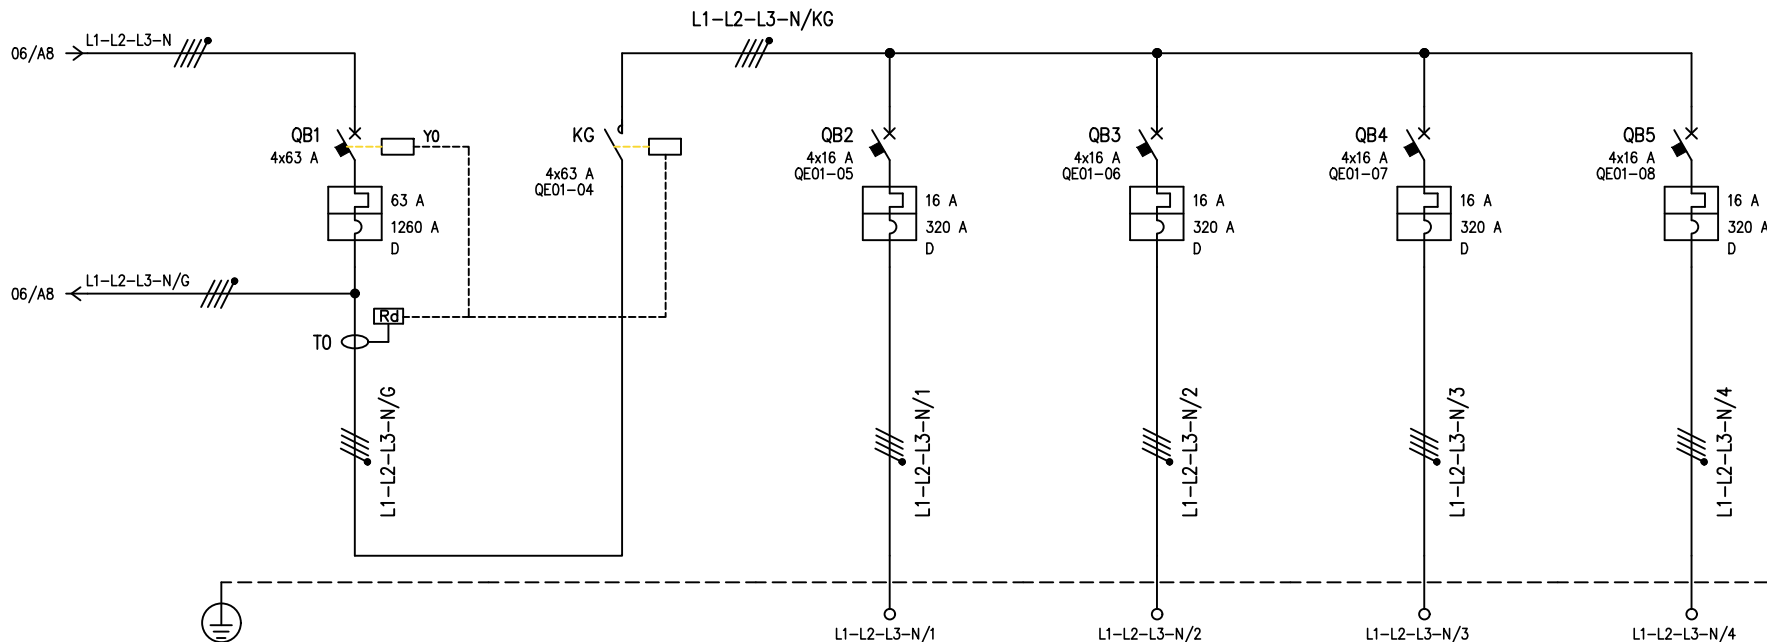 L1-L2-L3-N/KG
06/A8
L1-L2-L3-N
QB1
4x63 A
Y0
63 A
1260 A
D
KG
4x63 A
QE01-04
QB2
4x16 A
QE01-05
16 A
320 A
D
QB3
4x16 A
QE01-06
16 A
320 A
D
QB4
4x16 A
QE01-07
16 A
320 A
D
QB5
4x16 A
QE01-08
16 A
320 A
D
06/A8
L1-L2-L3-N/G
Rd
T0
L1-L2-L3-N/G
L1-L2-L3-N/1
L1-L2-L3-N/2
L1-L2-L3-N/3
L1-L2-L3-N/4
L1-L2-L3-N/1
L1-L2-L3-N/2
L1-L2-L3-N/3
L1-L2-L3-N/4